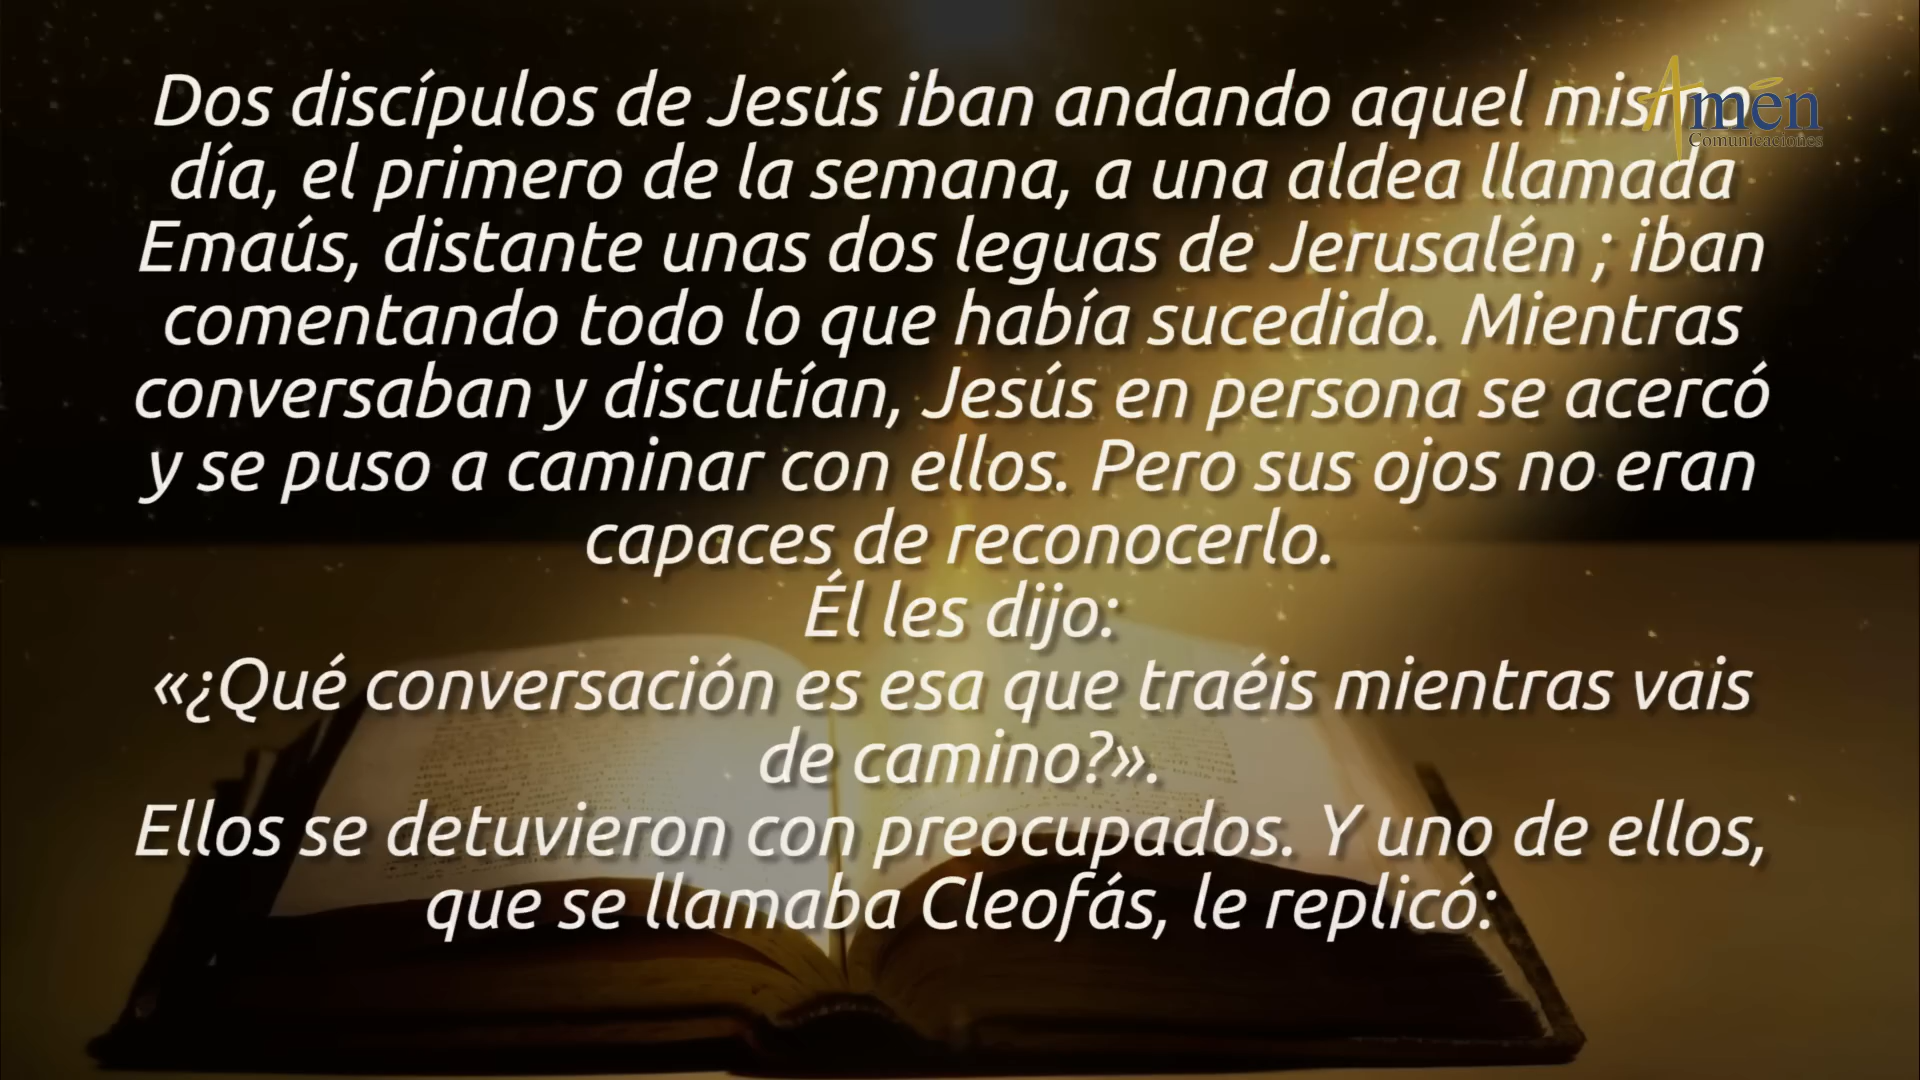 Dos discípulos de Jesús iban andando aquel mismo
día, el primero de la semana, a una aldea llamada
Emaús, distante unas dos leguas de Jerusalén ; iban
comentando todo lo que había sucedido. Mientras
conversaban y discutían, Jesús en persona se acercó
y se puso a caminar con ellos. Pero sus ojos no eran
capaces de reconocerlo.
Él les dijo:
«¿Qué conversación es esa que traéis mientras vais
de camino?».
Ellos se detuvieron con preocupados. Y uno de ellos,
que se llamaba Cleofás, le replicó:
Amén
Comunicaciones